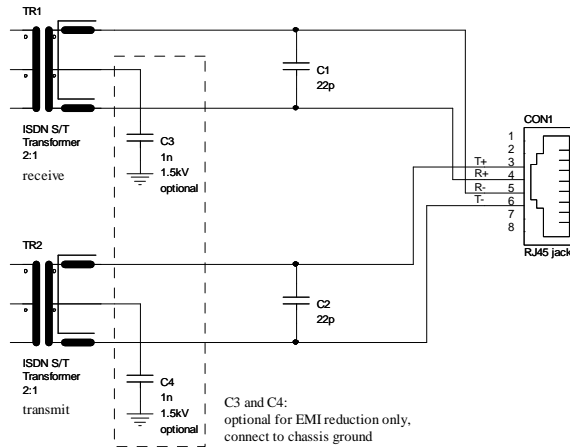 TR1
C1
22p
C3
1n
1.5kV
optional
ISDN S/T
Transformer
2:1
receive
CON1
1
2
3
4
5
6
7
8
T+
R+
R-
T-
RJ45 jack
TR2
C2
22p
C4
1n
1.5kV
optional
ISDN S/T
Transformer
2:1
transmit
C3 and C4:
optional for EMI reduction only,
connect to chassis ground